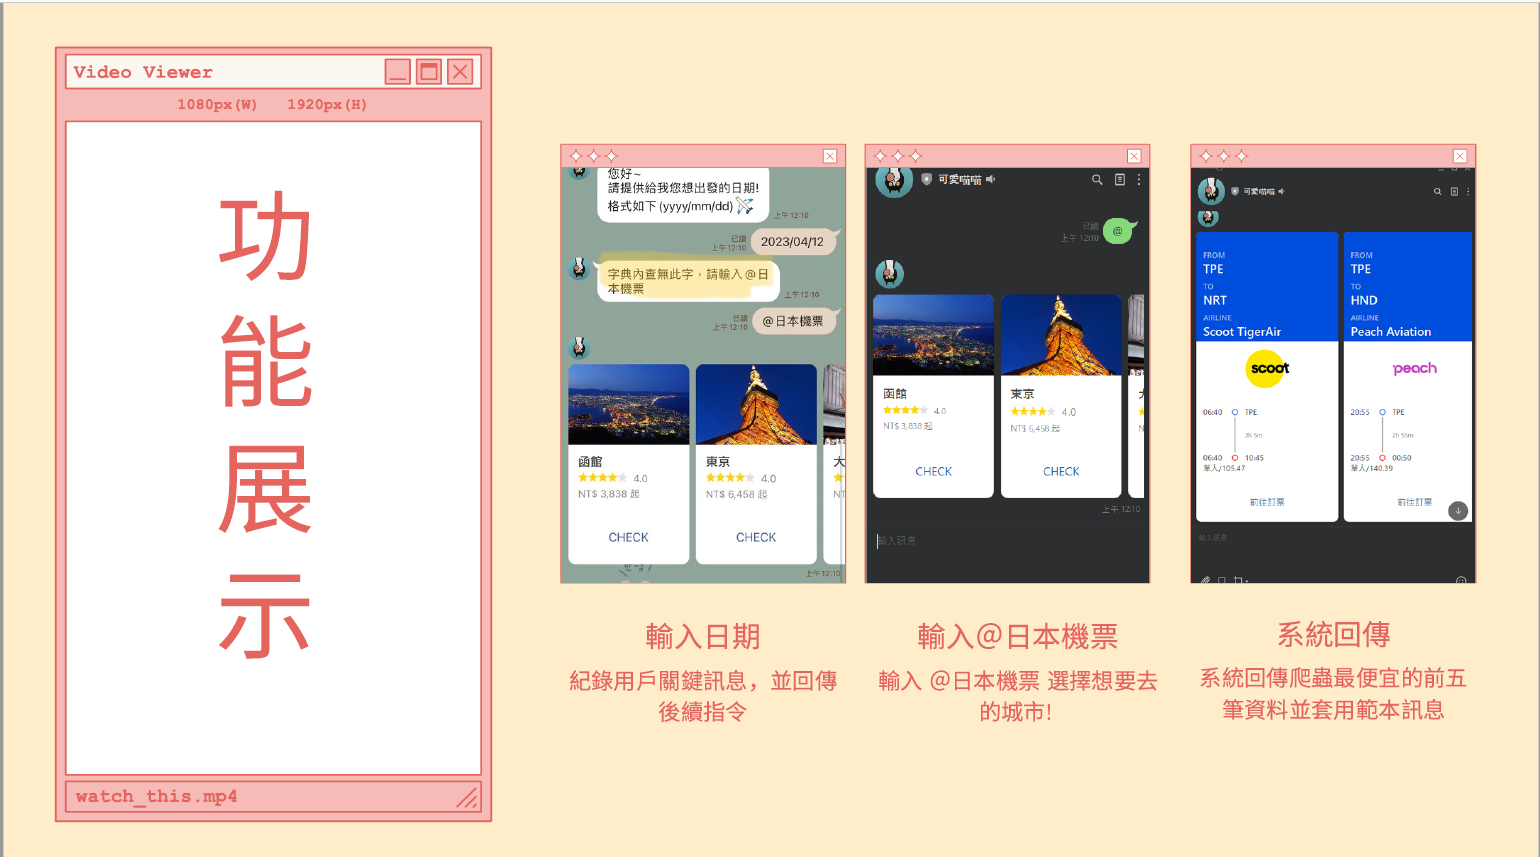 Video Viewer
1080px(W) 1920px(H)
功
能
展
示
watch_this.mp4
您好~
請提供給我您想出發的日期!
格式如下 (yyyy/mm/dd)
上午12:10
已讀
上午 12:10
2023/04/12
字典內查無此字,請輸入@日
本機票
上午12:10
已讀
上午 12:10
@日本機票
函館
4.0
NT$ 3,838 起
CHECK
東京
4.0
NT$ 6,458 起
CHECK
大
NT
上午12:10
輸入日期
紀錄用戶關鍵訊息,並回傳
後續指令
可愛喵喵
已讀
上午 12:10
@
函館
4.0
NT$ 3,838 起
CHECK
東京
4.0
NT$ 6,458 起
CHECK
N
上午 12:10
輸入訊息
輸入@日本機票
輸入 @日本機票 選擇想要去
的城市!
可愛喵喵
FROM
TPE
TO
NRT
AIRLINE
Scoot TigerAir
scoot
06:40 TPE
3h 5m
06:40 10:45
單人/105.47
前往訂票
FROM
TPE
TO
HND
AIRLINE
Peach Aviation
peach
20:55 TPE
2h 55m
20:55 00:50
單人/140.39
前往訂票
輸入訊息
系統回傳
系統回傳爬蟲最便宜的前五
筆資料並套用範本訊息